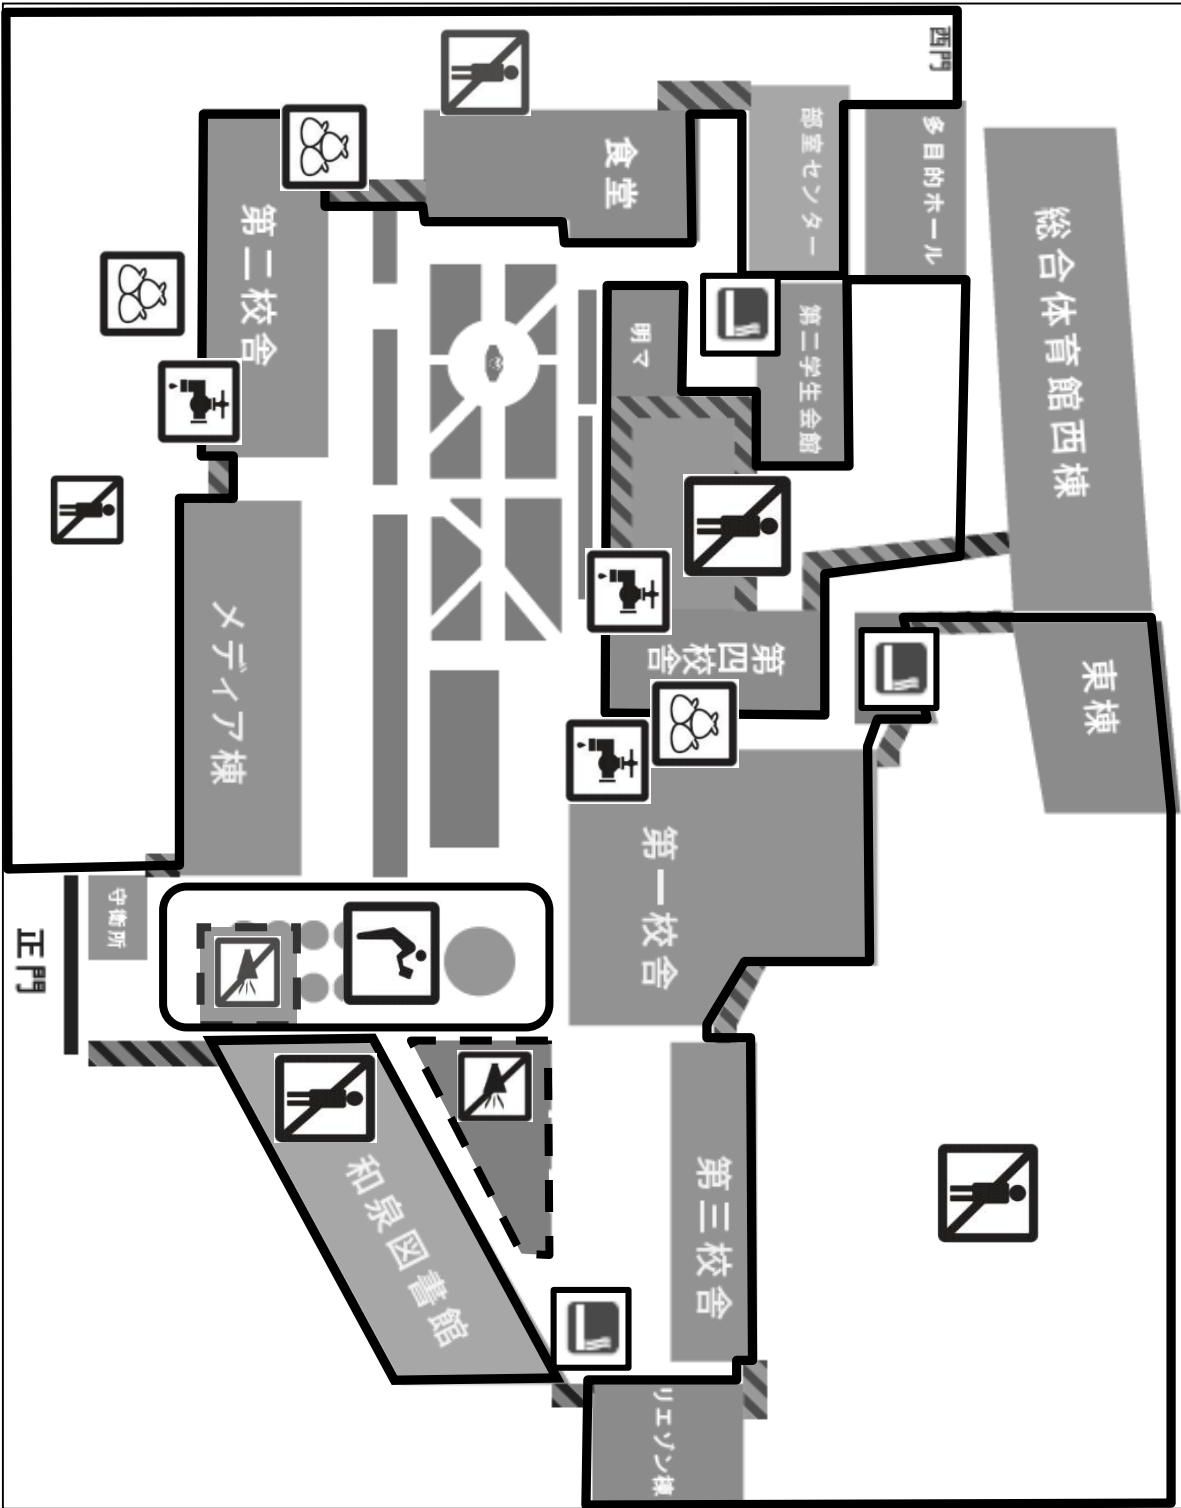 西門
食堂
部室センター
多目的ホール
総合体育館西棟
第二校舎
明マ
第二学生会館
第四校舎
東棟
メディア棟
第一校舎
守衛所
正門
和泉図書館
第三校舎
リエゾン棟